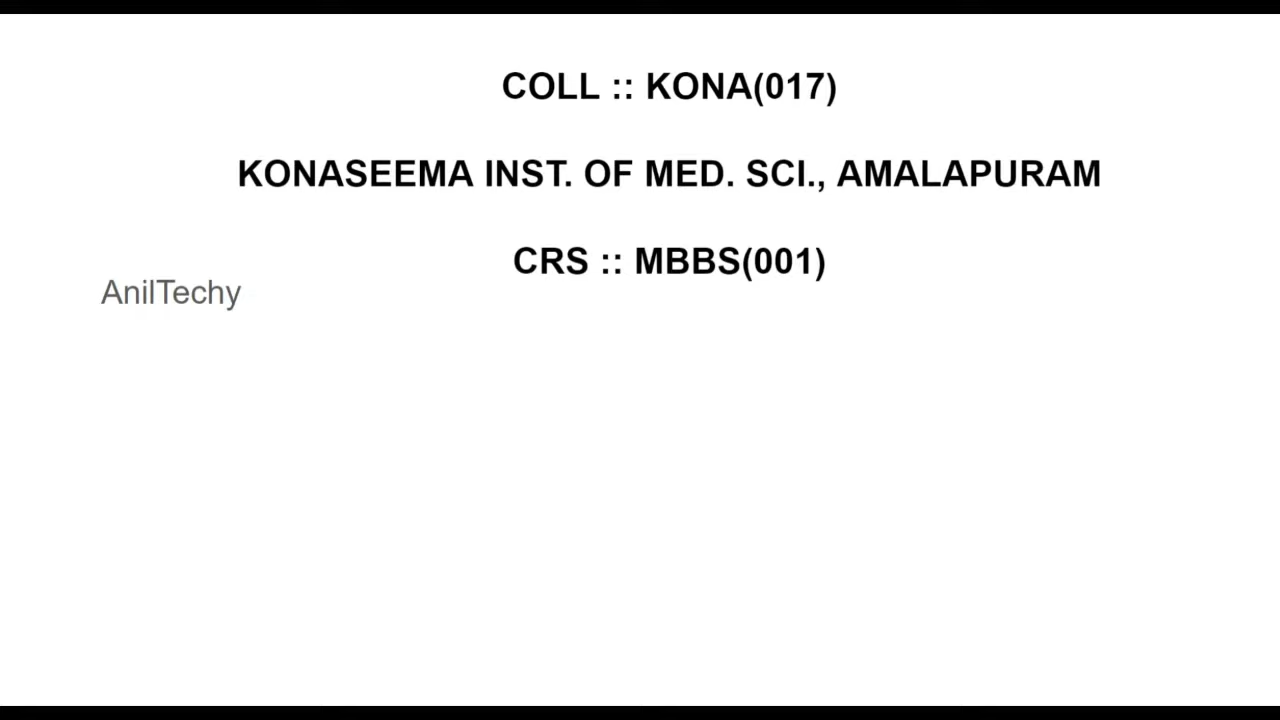 COLL :: KONA(017)
KONASEEMA INST. OF MED. SCI., AMALAPURAM
CRS :: MBBS(001)
AnilTechy